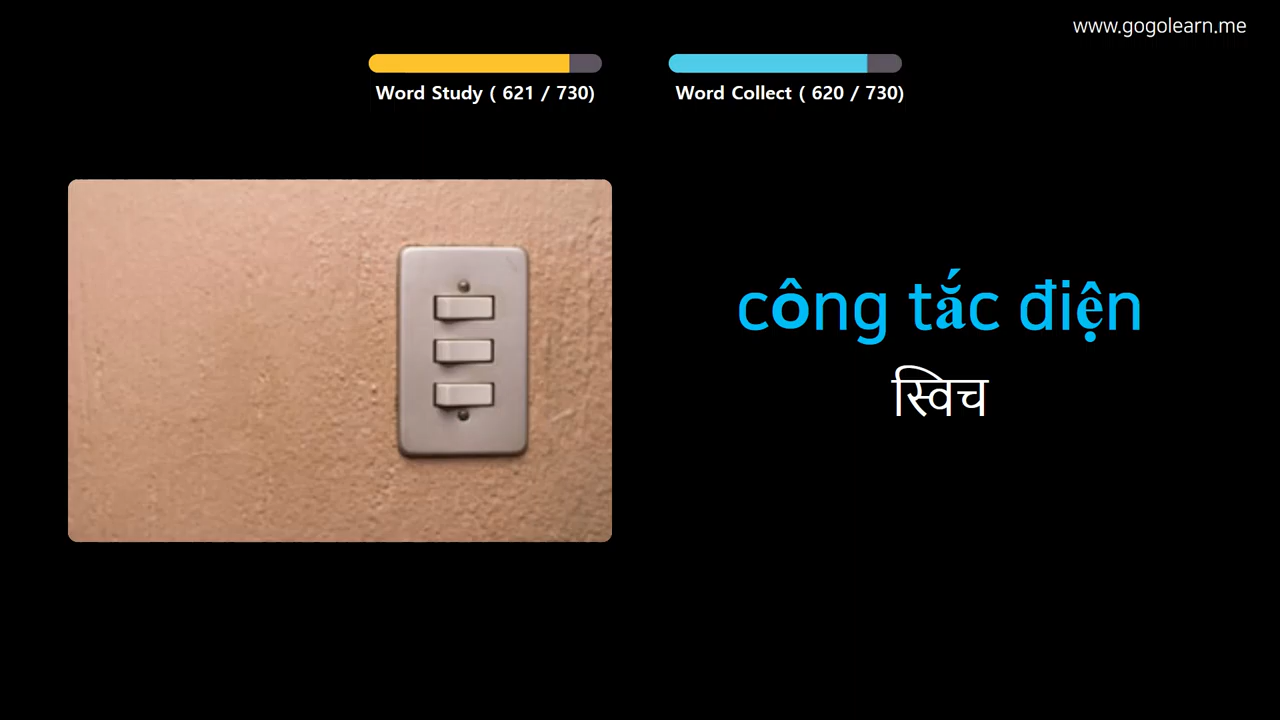 www.gogolearn.me
Word Study ( 621 / 730)
Word Collect ( 620 / 730)
công tắc điện
स्विच